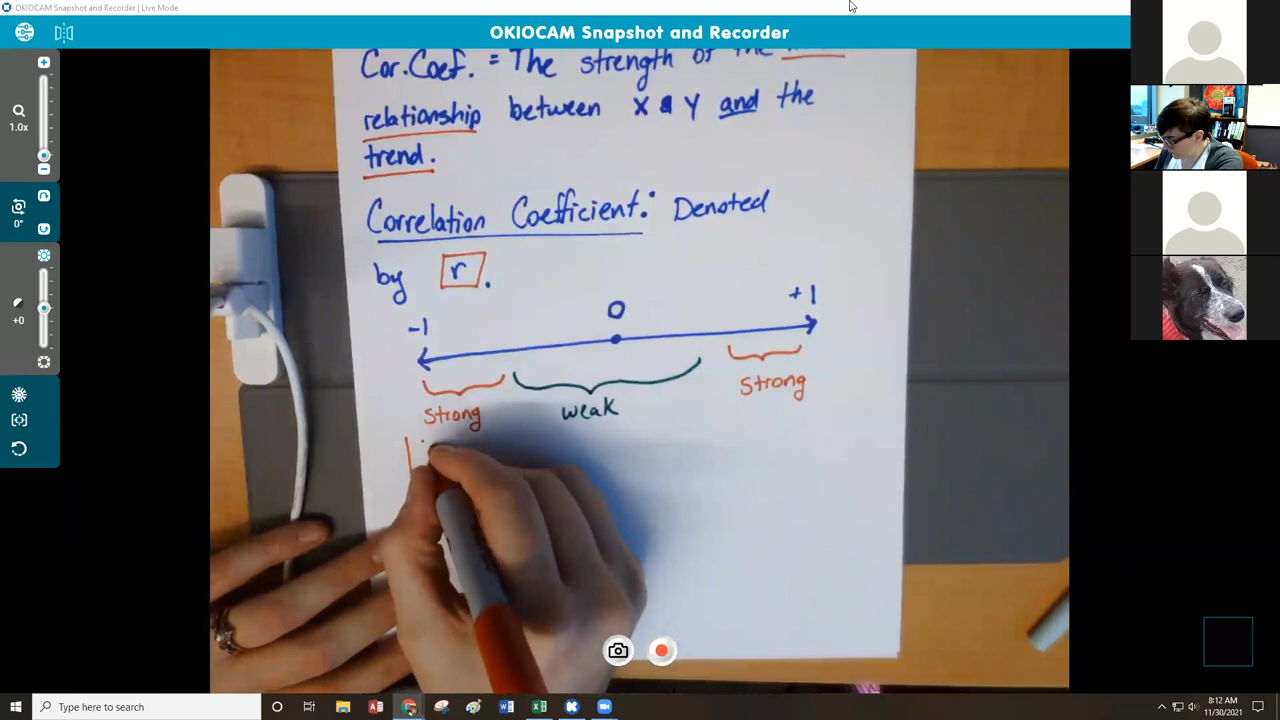 OKIOCAM Snapshot and Recorder | Live Mode
OKIOCAM Snapshot and Recorder
Cor.Coef. = The strength of the
relationship between X & Y and the
trend.
Correlation Coefficient: Denoted
by r.
-1 0 +1
Strong weak Strong
1.0x
0°
+0
Type here to search
8:12 AM
11/30/2021